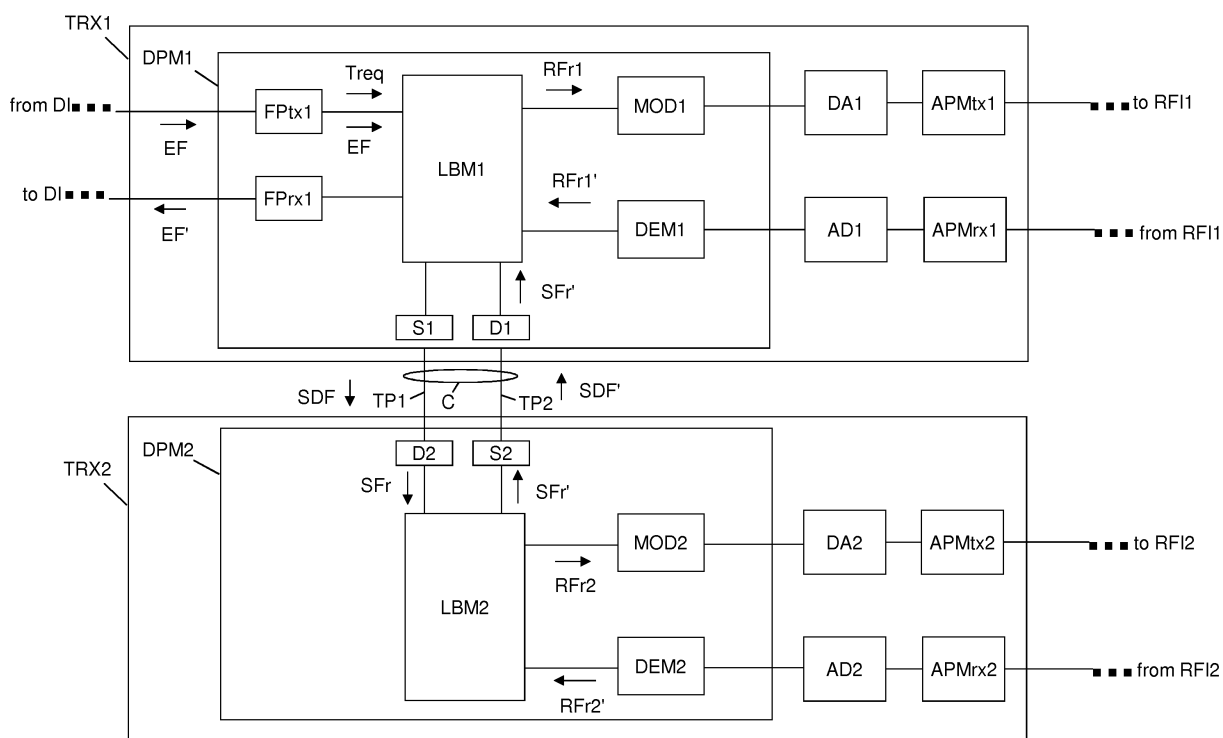 TRX1
DPM1
Treq
RFr1
from DI
FPtx1
MOD1
DA1
APMtx1
to RFI1
EF
EF
LBM1
to DI
FPrx1
RFr1'
EF'
DEM1
AD1
APMrx1
from RFI1
SFr'
S1
D1
SDF
TP1
C
TP2
SDF'
DPM2
TRX2
D2
S2
SFr
SFr'
MOD2
DA2
APMtx2
to RFI2
RFr2
LBM2
DEM2
AD2
APMrx2
from RFI2
RFr2'